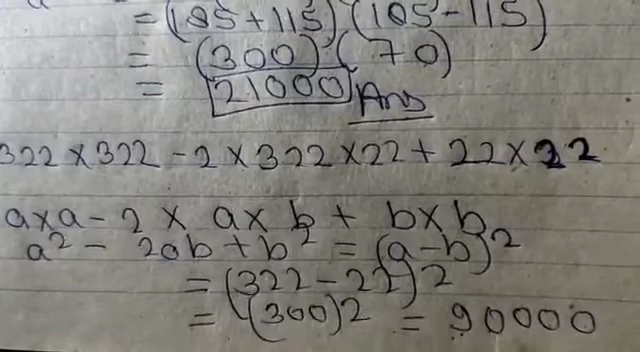 = (185+115) (185-115)
= (300) (70)
= 21000 Ans
322 × 322 - 2 × 322 × 22 + 22 × 22
a×a - 2 × a×b + b×b
a² - 2ab + b² = (a-b)²
= (322-22)2
= (300)2 = 90000